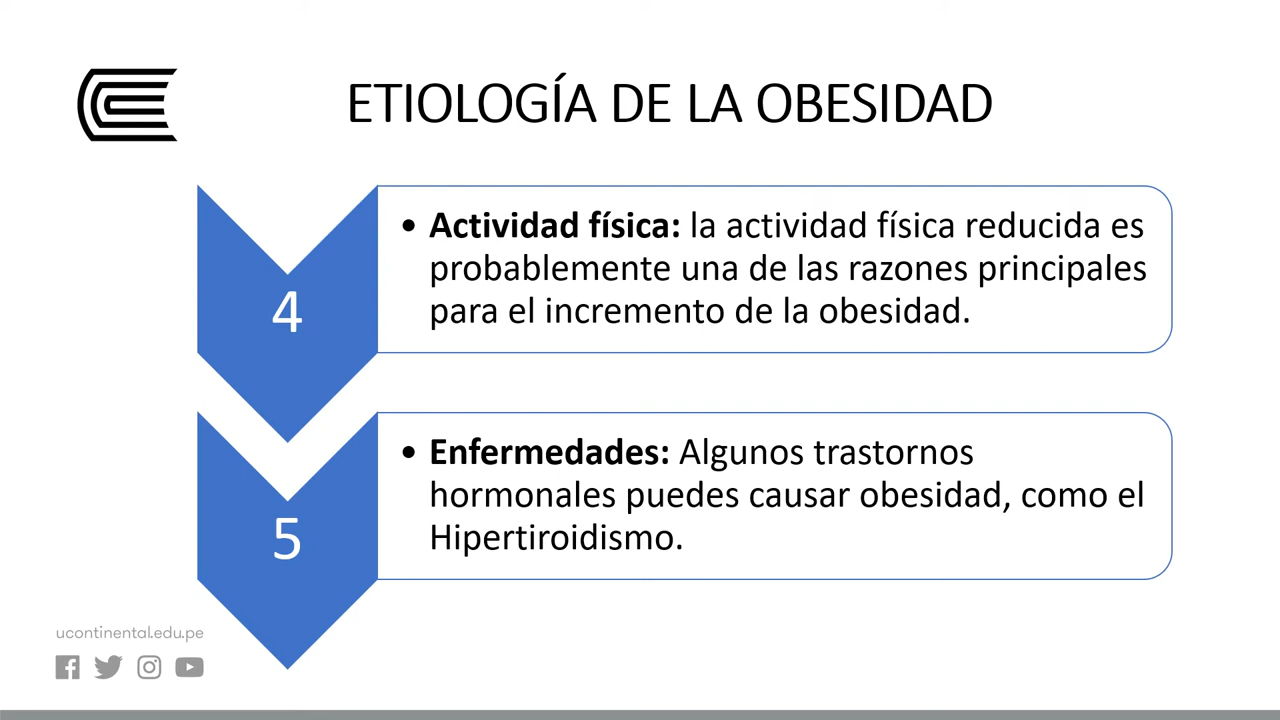 ETIOLOGÍA DE LA OBESIDAD
4
• Actividad física: la actividad física reducida es
probablemente una de las razones principales
para el incremento de la obesidad.
5
• Enfermedades: Algunos trastornos
hormonales puedes causar obesidad, como el
Hipertiroidismo.
ucontinental.edu.pe